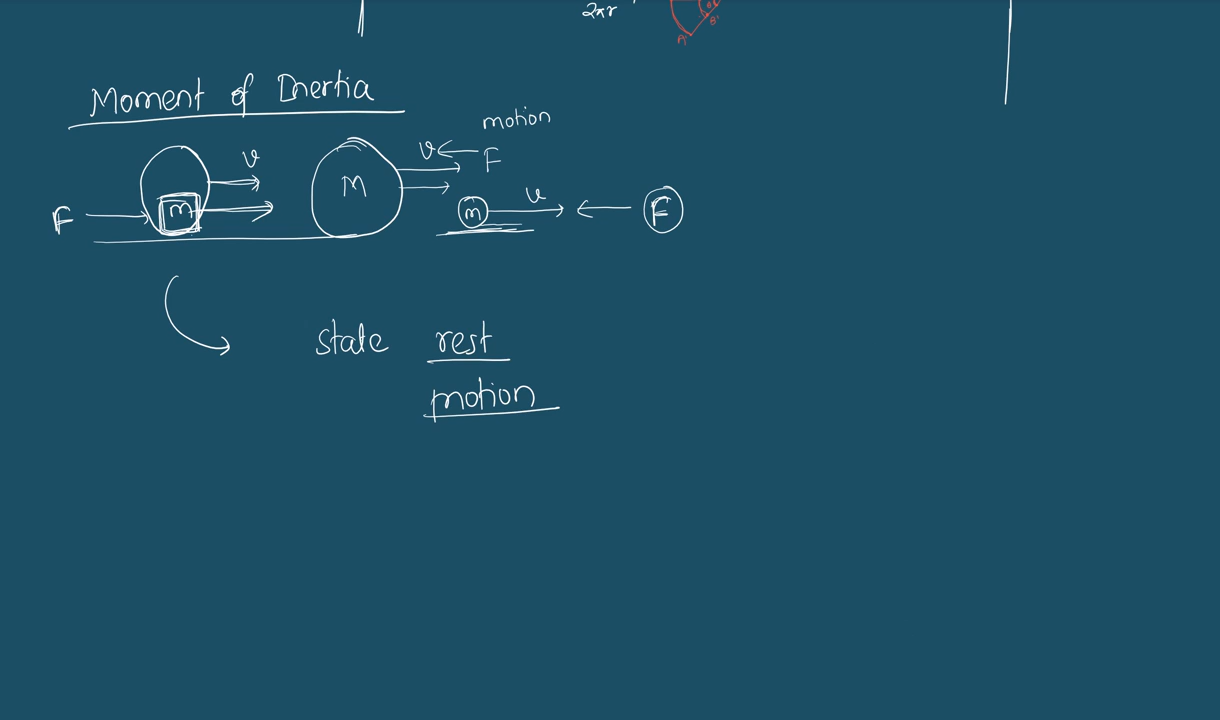 2πr
A'
B'
Moment of Inertia
motion
v
v
F
M
F
m
m
v
F
state rest
motion